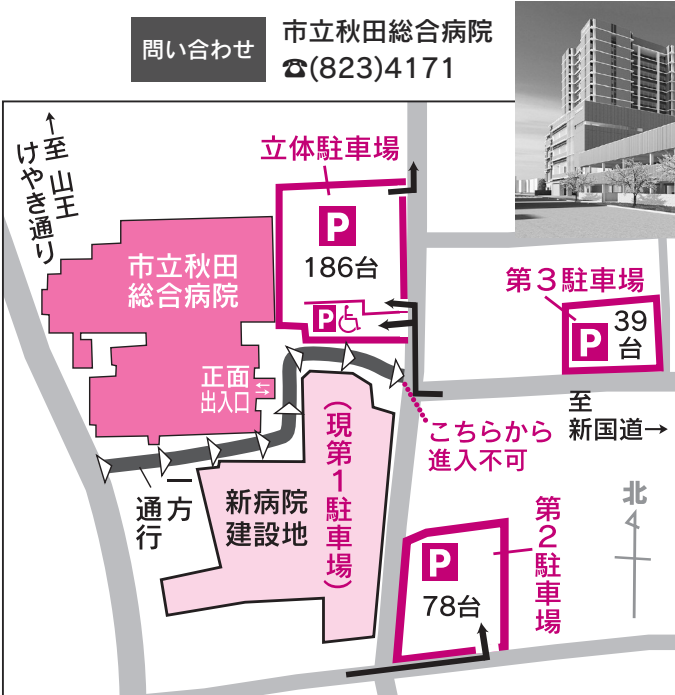 問い合わせ
市立秋田総合病院
☎(823)4171
←至 山王
けやき通り
立体駐車場
P
186台
P
市立秋田
総合病院
第3駐車場
P
39
台
正面
出入口
至
新国道→
こちらから
進入不可
(現第1駐車場)
一方
通行
新病院
建設地
北
第2駐車場
P
78台